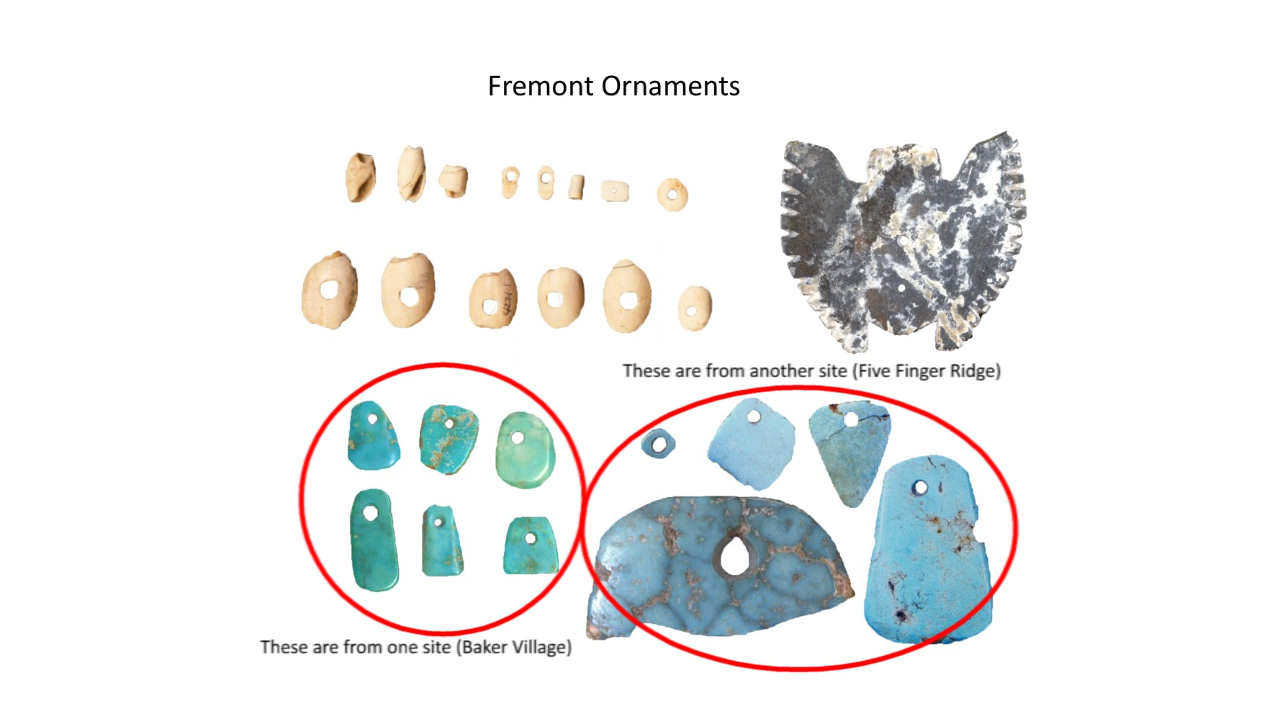 Fremont Ornaments
These are from another site (Five Finger Ridge)
These are from one site (Baker Village)